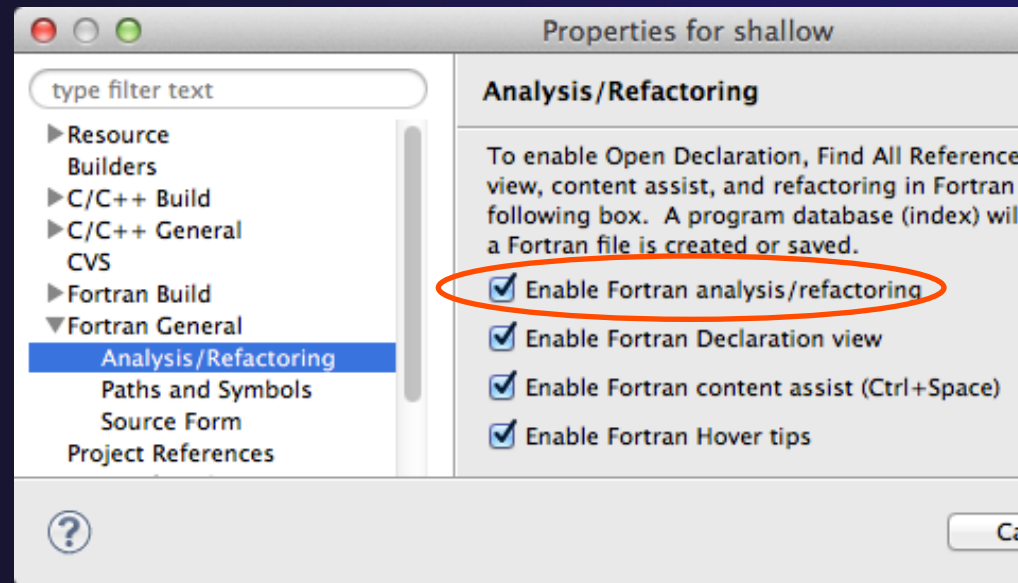 Properties for shallow
type filter text
Resource
Builders
C/C++ Build
C/C++ General
CVS
Fortran Build
Fortran General
Analysis/Refactoring
Paths and Symbols
Source Form
Project References
Analysis/Refactoring
To enable Open Declaration, Find All Reference
view, content assist, and refactoring in Fortran
following box. A program database (index) wil
a Fortran file is created or saved.
Enable Fortran analysis/refactoring
Enable Fortran Declaration view
Enable Fortran content assist (Ctrl+Space)
Enable Fortran Hover tips
?
Ca